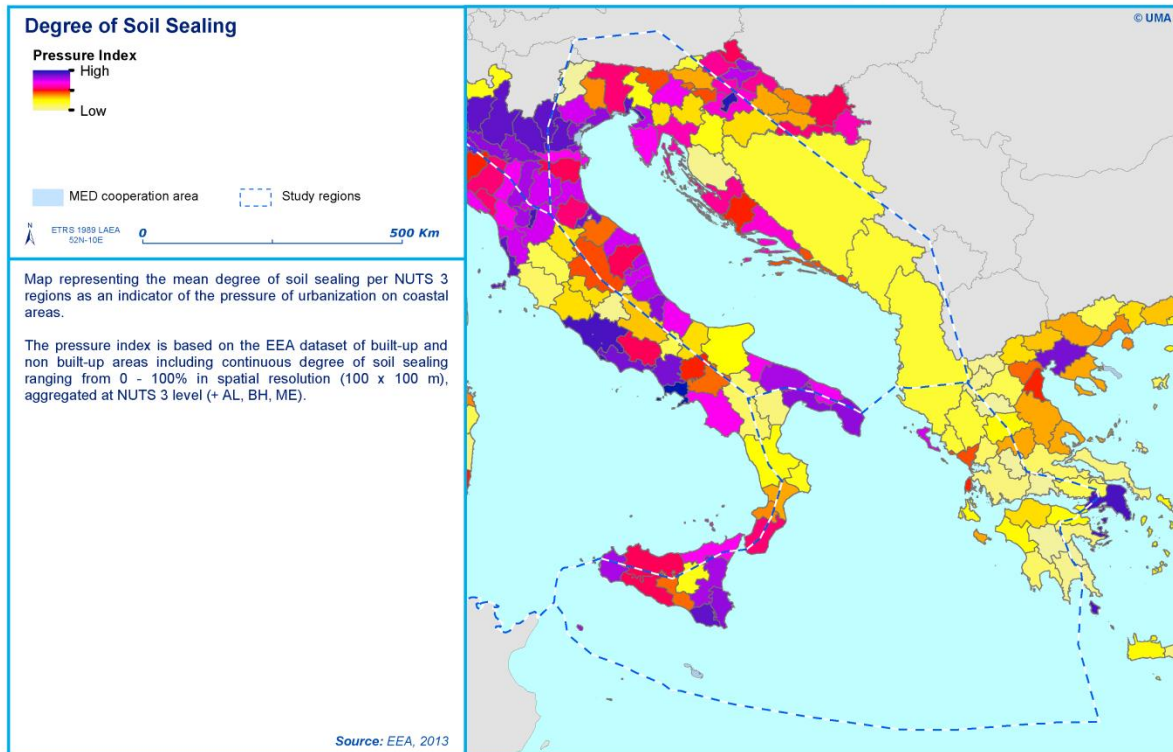 Degree of Soil Sealing
Pressure Index
High
Low
MED cooperation area
Study regions
N
ETRS 1989 LAEA
52N-10E
0
500 Km
Map representing the mean degree of soil sealing per NUTS 3
regions as an indicator of the pressure of urbanization on coastal
areas.
The pressure index is based on the EEA dataset of built-up and
non built-up areas including continuous degree of soil sealing
ranging from 0 - 100% in spatial resolution (100 x 100 m),
aggregated at NUTS 3 level (+ AL, BH, ME).
Source: EEA, 2013
© UMA